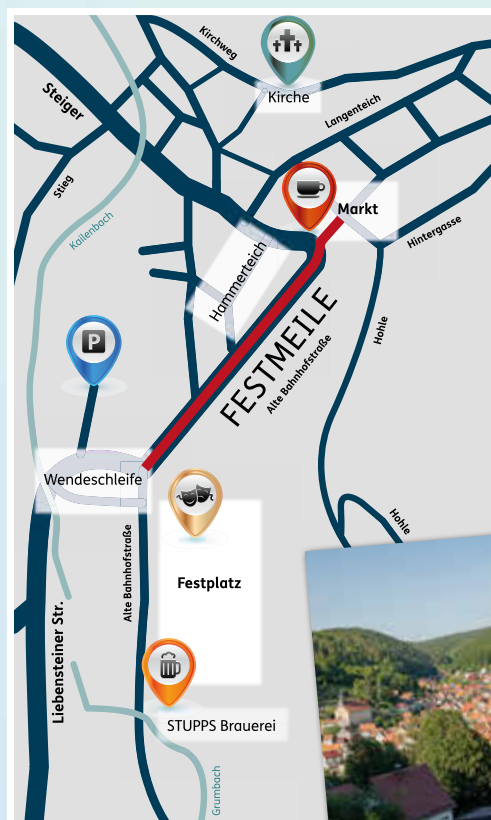 Kirchweg
Kirche
Steiger
Langenteich
Stieg
Markt
Kailenbach
Hintergasse
Hammerteich
P
FESTMEILE
Alte Bahnhofstraße
Hohle
Wendeschleife
Hohle
Alte Bahnhofstraße
Festplatz
Liebensteiner Str.
STUPPS Brauerei
Grumbach